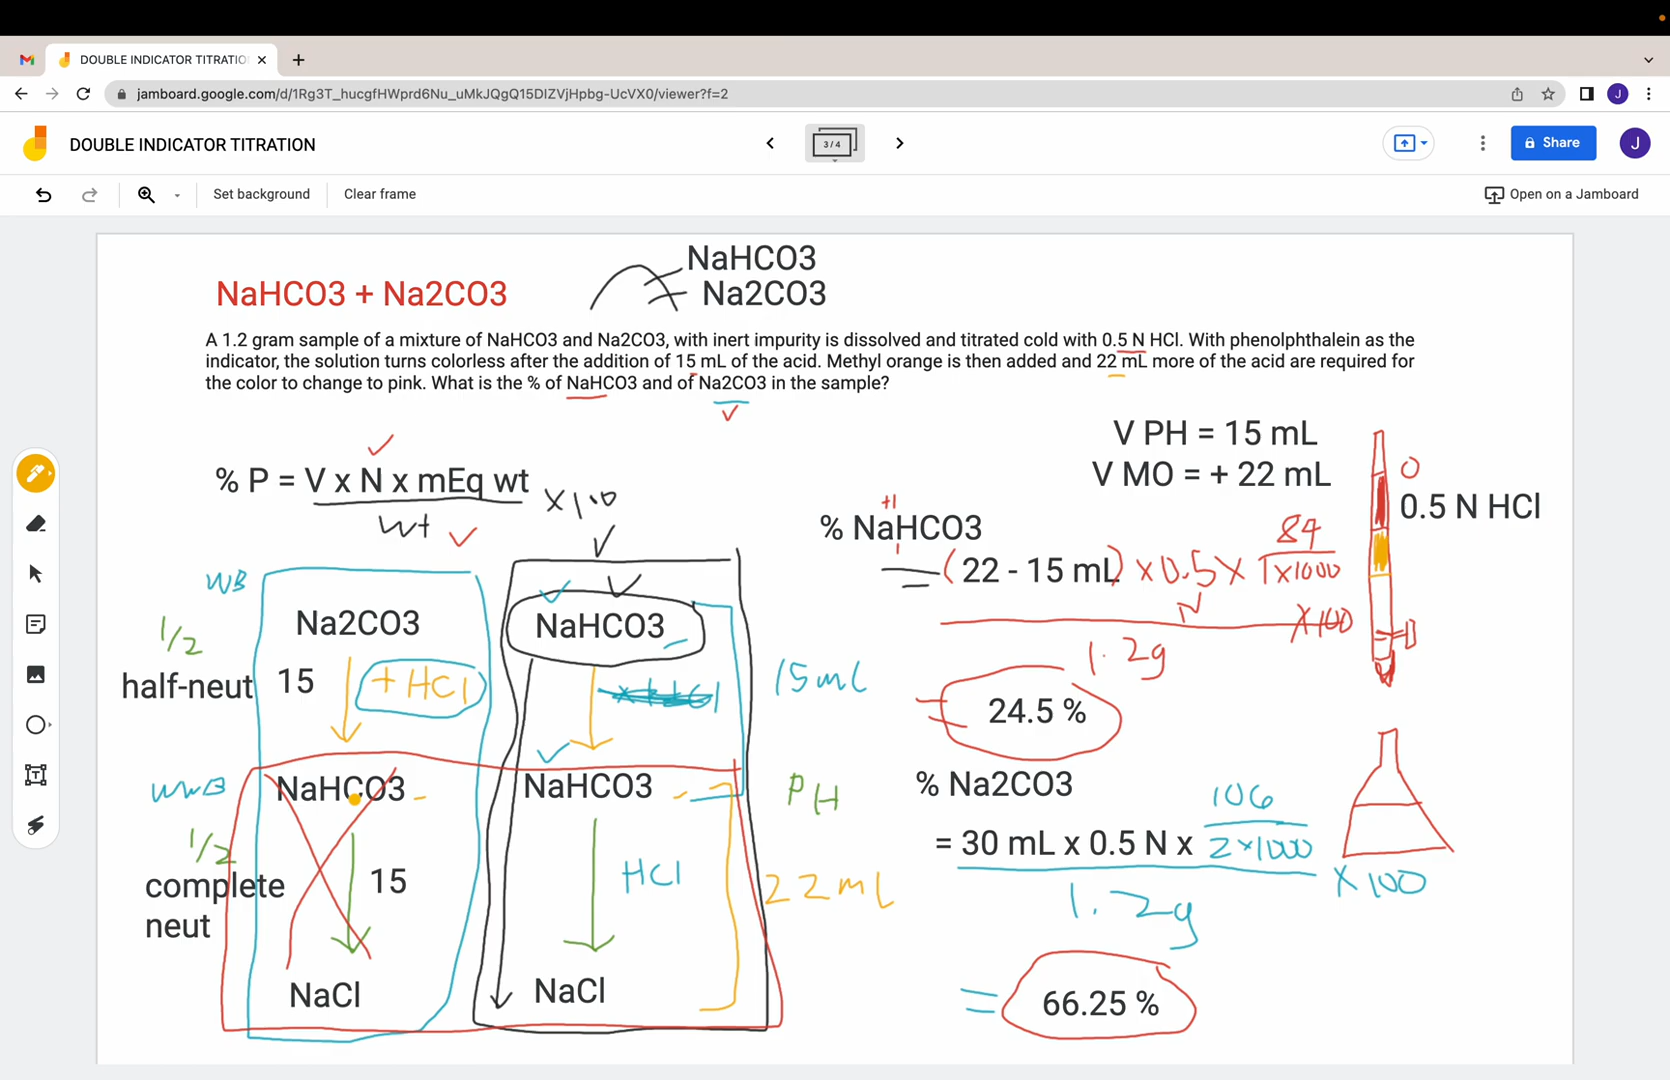 DOUBLE INDICATOR TITRATIO
jamboard.google.com/d/1Rg3T_hucgfHWprd6Nu_uMkJQgQ15DIZVjHpbg-UcVX0/viewer?f=2
J
DOUBLE INDICATOR TITRATION
3 / 4
Share
J
Set background
Clear frame
Open on a Jamboard
NaHCO3 + Na2CO3
NaHCO3
Na2CO3
A 1.2 gram sample of a mixture of NaHCO3 and Na2CO3, with inert impurity is dissolved and titrated cold with 0.5 N HCl. With phenolphthalein as the
indicator, the solution turns colorless after the addition of 15 mL of the acid. Methyl orange is then added and 22 mL more of the acid are required for
the color to change to pink. What is the % of NaHCO3 and of Na2CO3 in the sample?
V PH = 15 mL
V MO = + 22 mL
0
0.5 N HCl
% P = V x N x mEq wt x100
wt
% NaHCO3
+1
1
= (22 - 15 mL) x 0.5 x 84
N
1 x 1000
x 100
1.2g
= 24.5 %
WB
Na2CO3
NaHCO3
1/2
half-neut
15
+ HCl
15 mL
WWB
NaHCO3
NaHCO3
PH
1/2
complete
neut
15
HCl
22 mL
NaCl
NaCl
% Na2CO3
= 30 mL x 0.5 N x 106
2 x 1000
x 100
1.2g
= 66.25 %